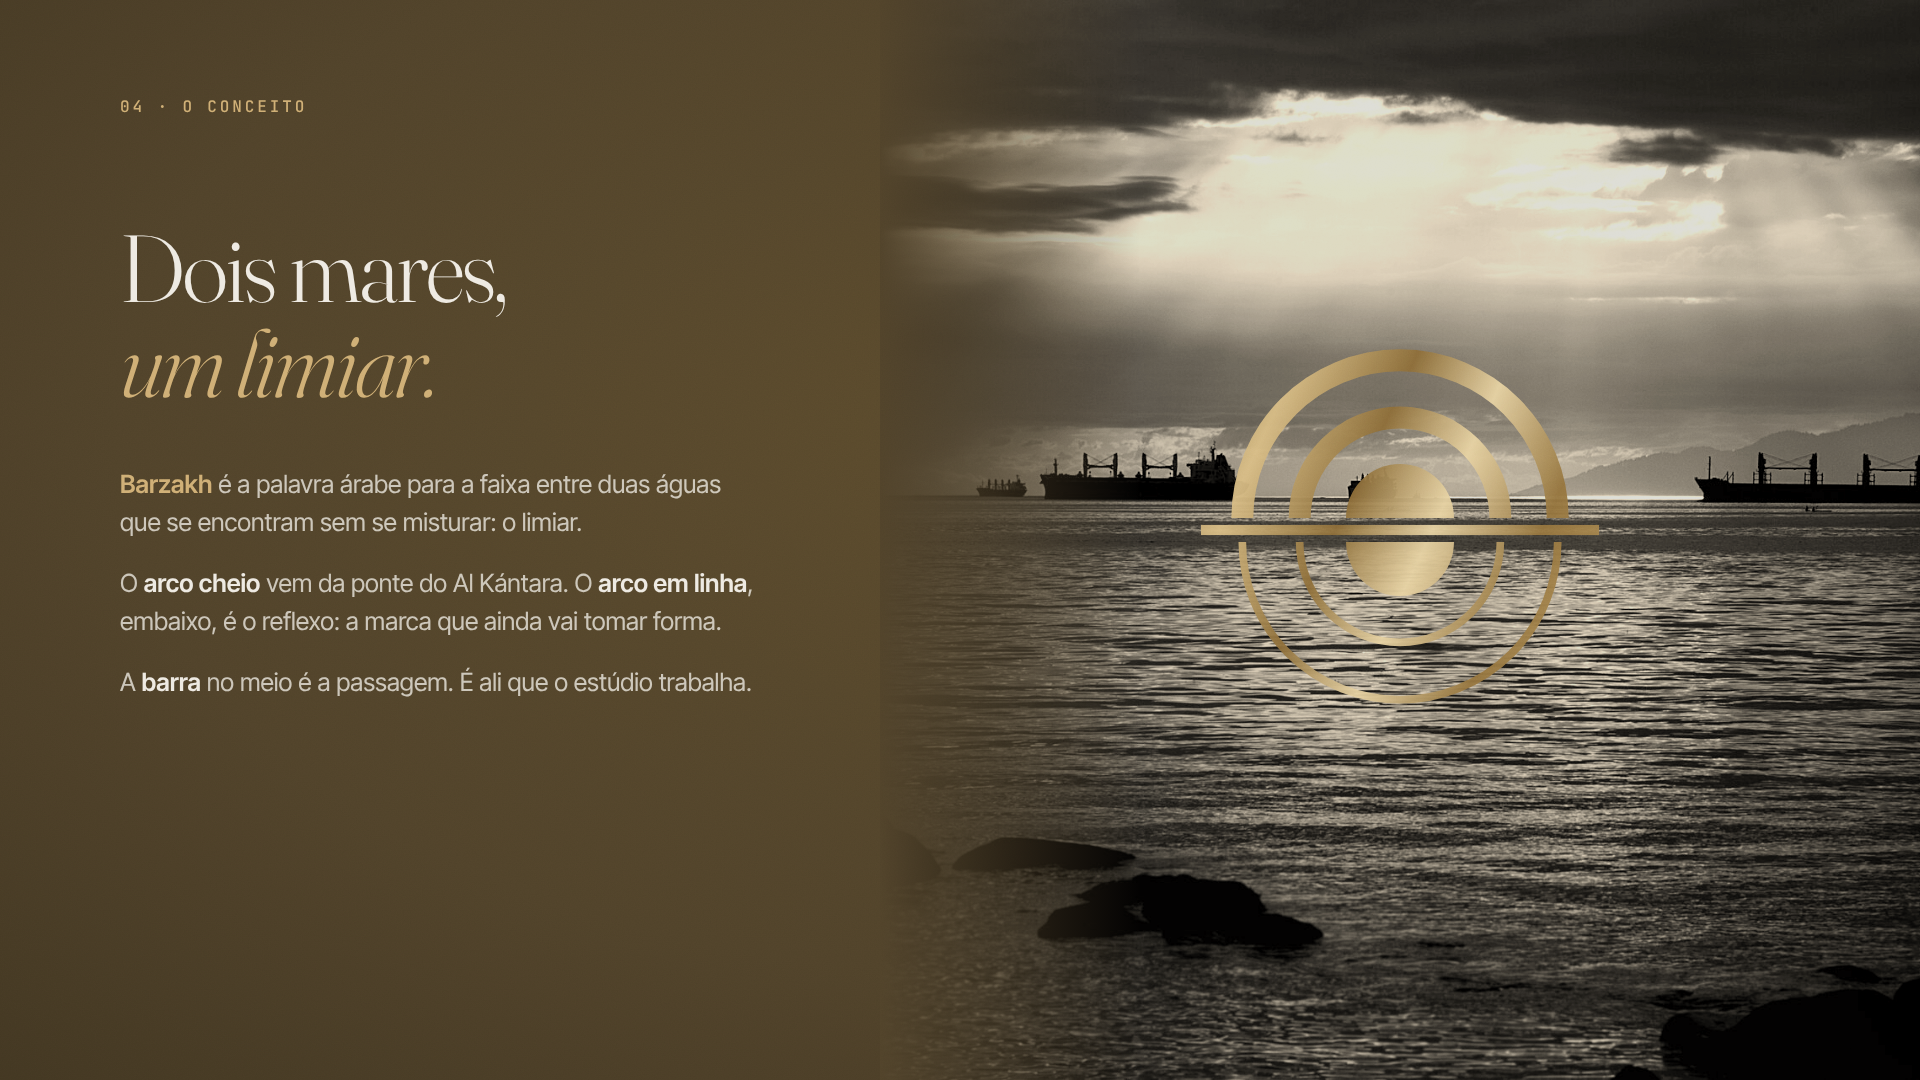 04 · O CONCEITO
Dois mares,
um limiar.
Barzakh é a palavra árabe para a faixa entre duas águas
que se encontram sem se misturar: o limiar.
O arco cheio vem da ponte do Al Kántara. O arco em linha,
embaixo, é o reflexo: a marca que ainda vai tomar forma.
A barra no meio é a passagem. É ali que o estúdio trabalha.